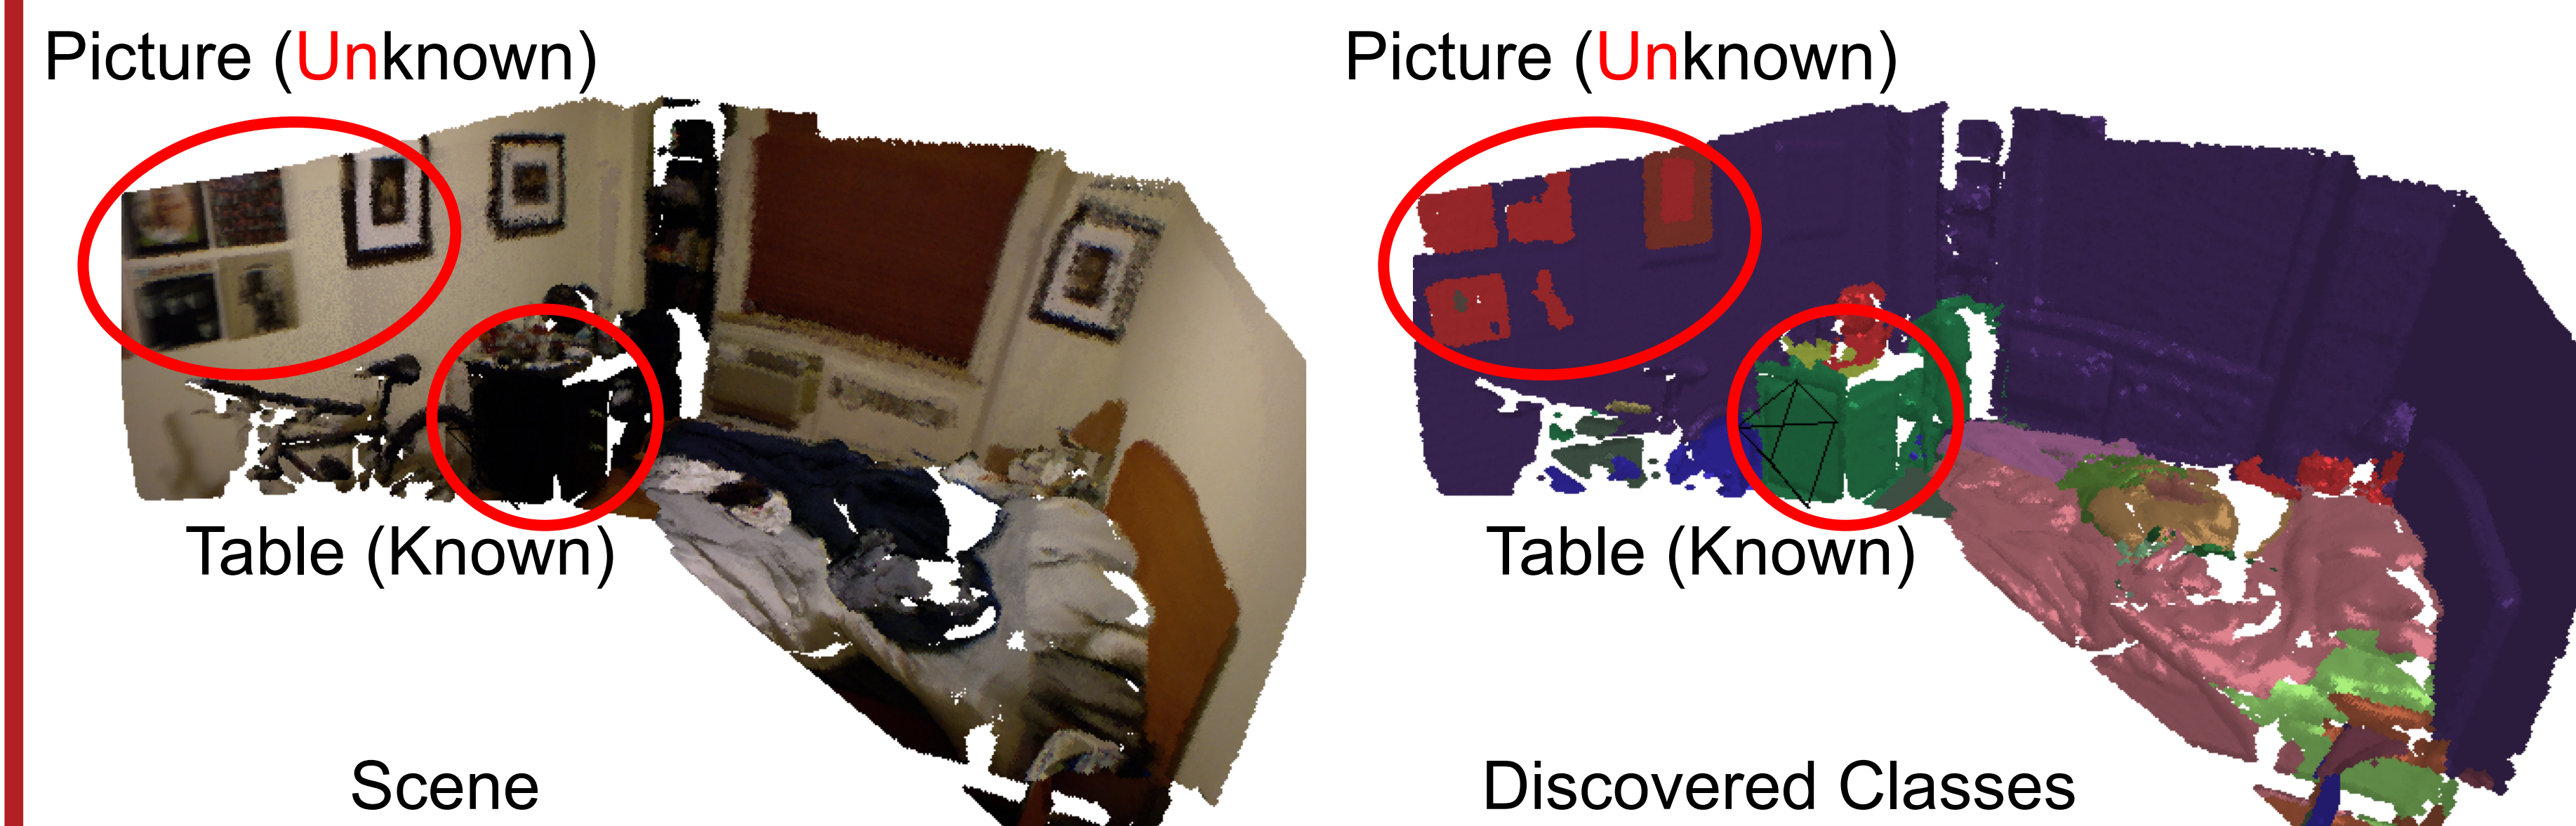 Picture (Unknown)
Table (Known)
Scene
Picture (Unknown)
Table (Known)
Discovered Classes